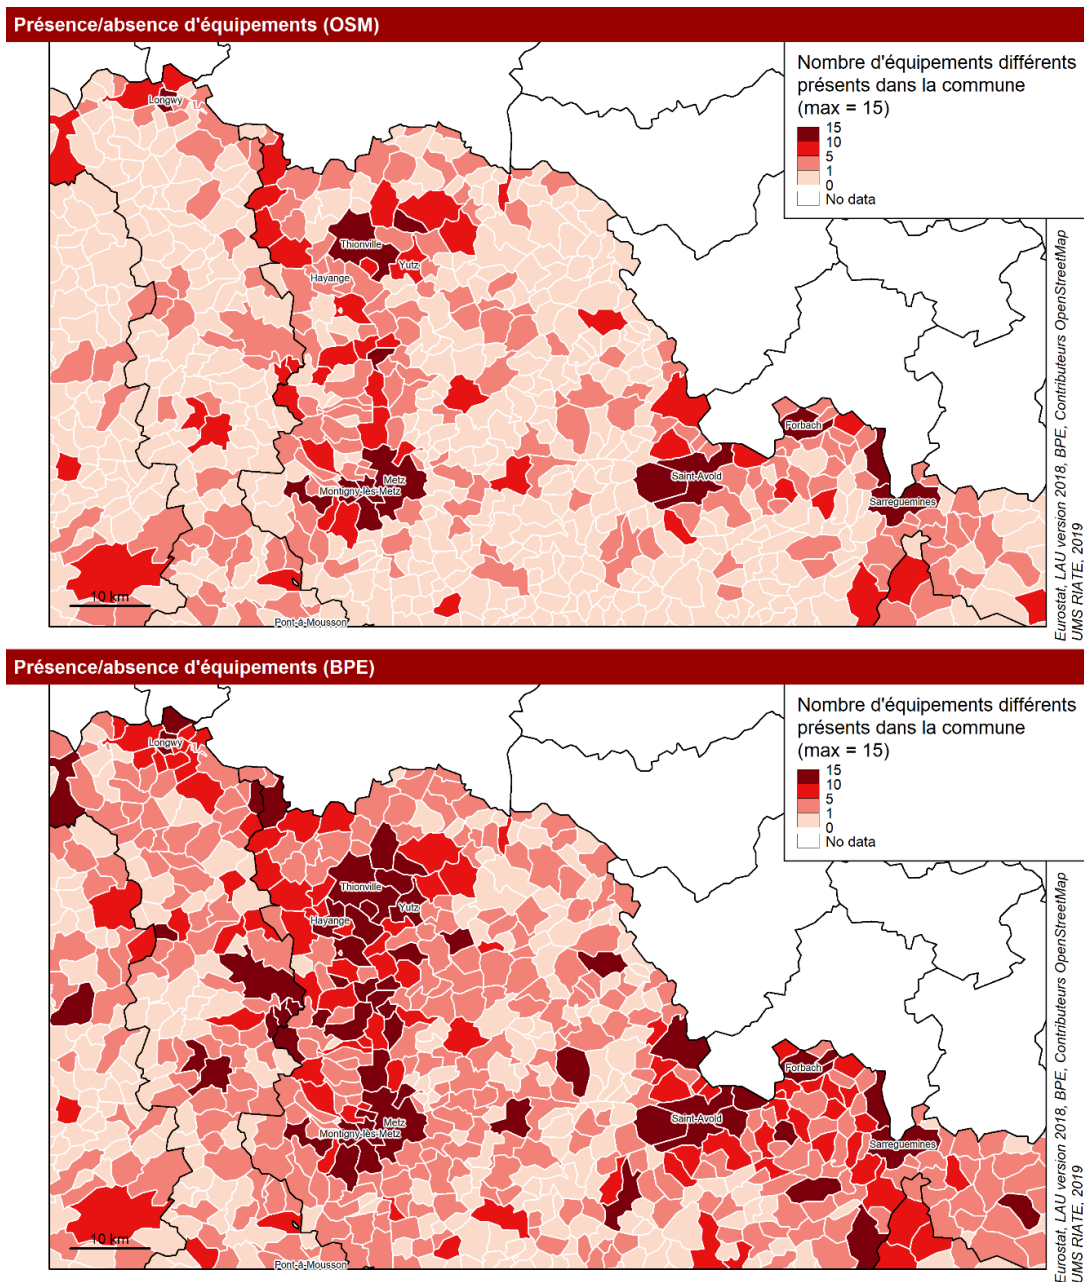 Présence/absence d'équipements (OSM)
Nombre d'équipements différents
présents dans la commune
(max = 15)
15
10
5
1
0
No data
Longwy
Thionville
Yutz
Hayange
Metz
Montigny-lès-Metz
Saint-Avold
Forbach
Sarreguemines
Pont-à-Mousson
10 km
Eurostat, LAU version 2018, BPE, Contributeurs OpenStreetMap
UMS RIATE, 2019
Présence/absence d'équipements (BPE)
Nombre d'équipements différents
présents dans la commune
(max = 15)
15
10
5
1
0
No data
Longwy
Thionville
Yutz
Hayange
Metz
Montigny-lès-Metz
Saint-Avold
Forbach
Sarreguemines
Pont-à-Mousson
10 km
Eurostat, LAU version 2018, BPE, Contributeurs OpenStreetMap
UMS RIATE, 2019